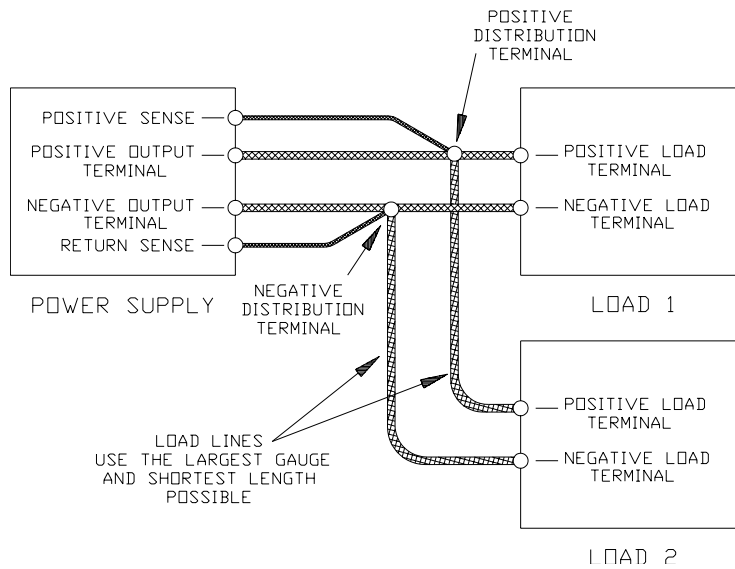 POSITIVE
DISTRIBUTION
TERMINAL
POSITIVE SENSE
POSITIVE OUTPUT
TERMINAL
NEGATIVE OUTPUT
TERMINAL
RETURN SENSE
POWER SUPPLY
POSITIVE LOAD
TERMINAL
NEGATIVE LOAD
TERMINAL
LOAD 1
NEGATIVE
DISTRIBUTION
TERMINAL
LOAD LINES
USE THE LARGEST GAUGE
AND SHORTEST LENGTH
POSSIBLE
POSITIVE LOAD
TERMINAL
NEGATIVE LOAD
TERMINAL
LOAD 2